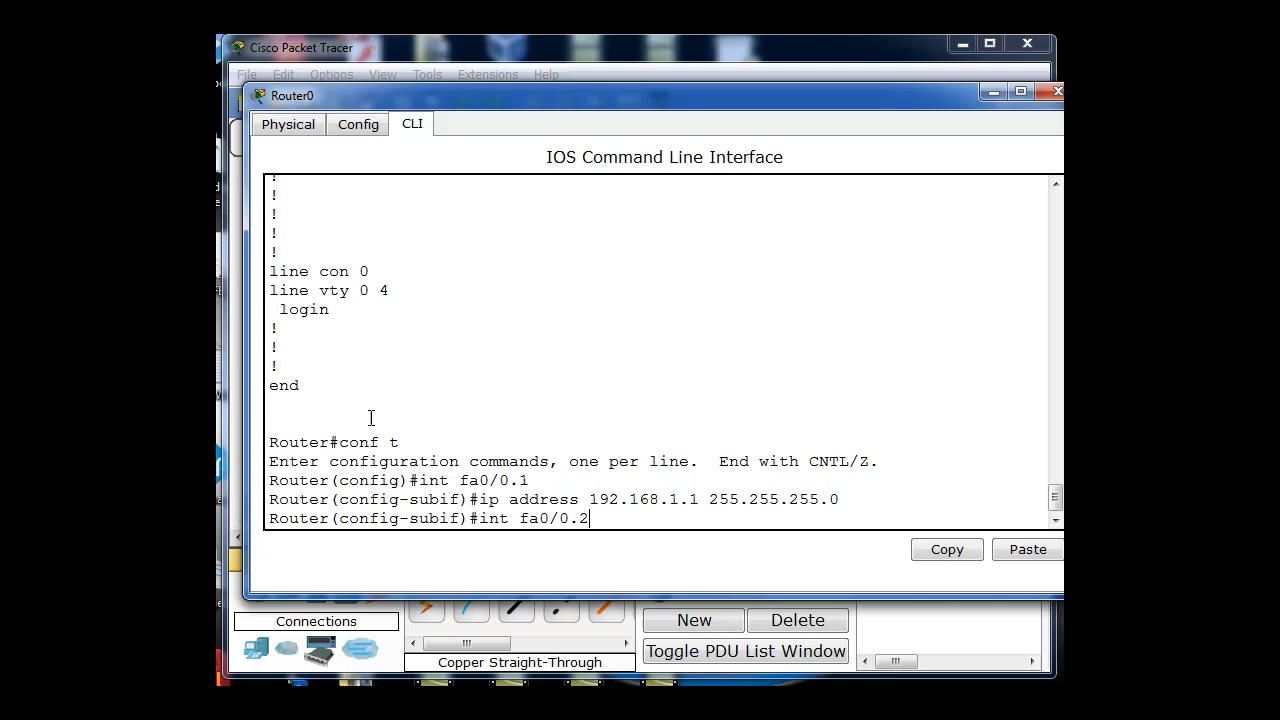 Cisco Packet Tracer
File Edit Options View Tools Extensions Help
Router0
Physical Config CLI
IOS Command Line Interface
!
!
!
!
!
line con 0
line vty 0 4
login
!
!
!
end
Router#conf t
Enter configuration commands, one per line. End with CNTL/Z.
Router(config)#int fa0/0.1
Router(config-subif)#ip address 192.168.1.1 255.255.255.0
Router(config-subif)#int fa0/0.2
Copy Paste
Connections
Copper Straight-Through
New Delete
Toggle PDU List Window